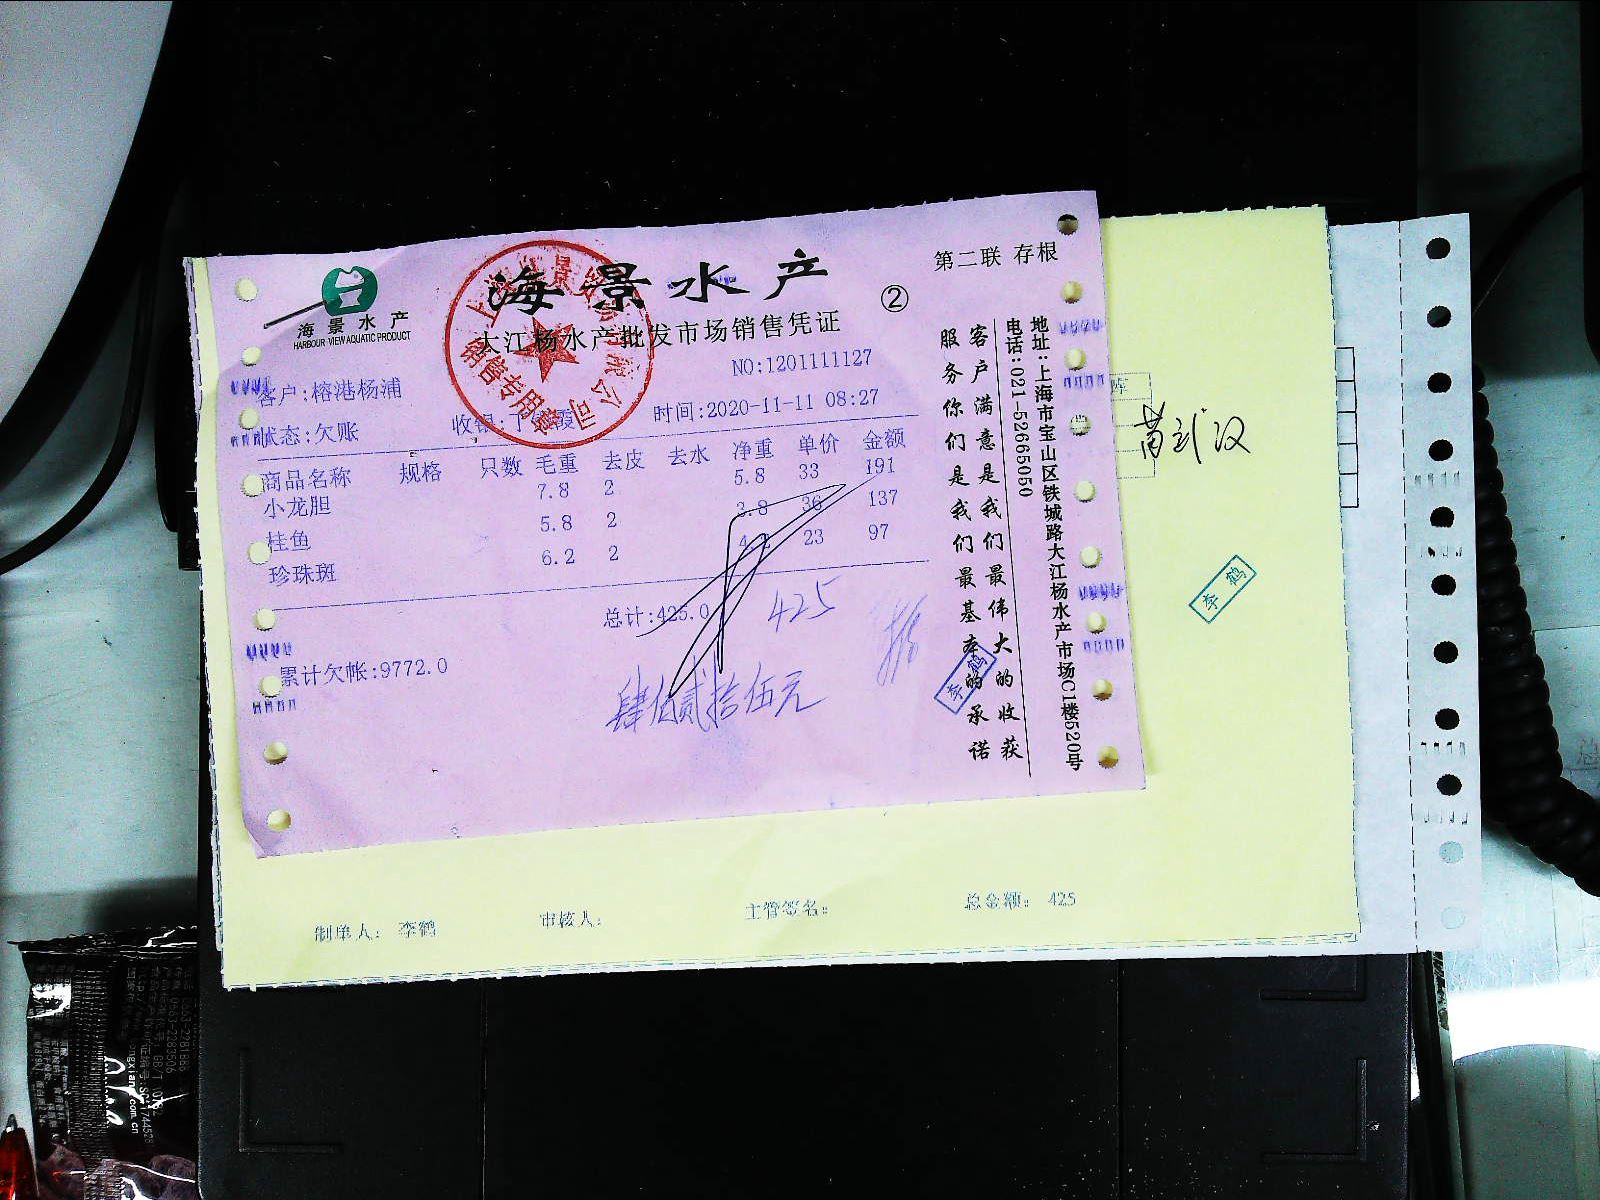 海景水产
HARBOUR VIEW AQUATIC PRODUCT
海景水产
大江杨水产批发市场销售凭证
②
第二联 存根
NO:1201111127
客户:榕港杨浦
状态:欠账
时间:2020-11-11 08:27
商品名称 规格 只数 毛重 去皮 去水 净重 单价 金额
小龙胆 7.8 2 5.8 33 191
桂鱼 5.8 2 3.8 36 137
珍珠斑 6.2 2 23 97
总计:425.0
425
累计欠帐:9772.0
肆佰贰拾伍元
销售专用章
地址:上海市宝山区铁城路大江杨水产市场C1楼520号
电话:021-52665050
客户满意是我们最伟大的收获
服务你们是我们最基本的承诺
李鹤
李鹤
库
制单人: 李鹤
审核人:
主管签名:
总金额: 425